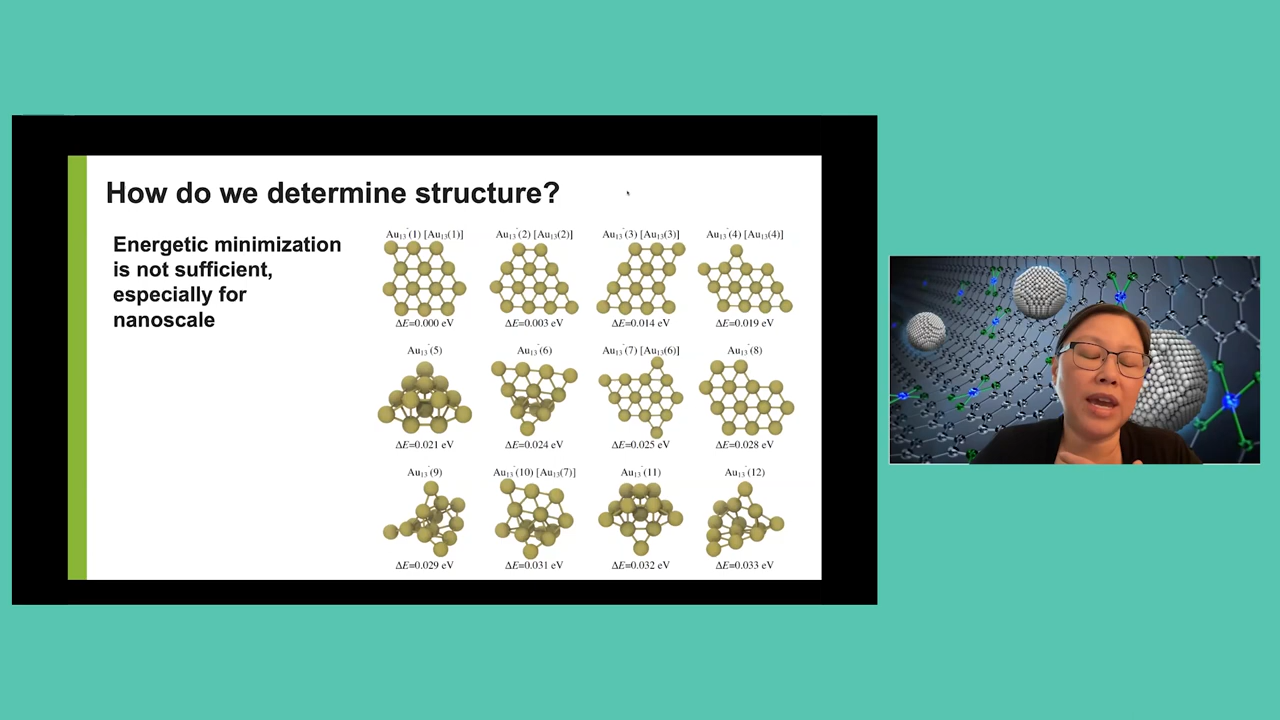 How do we determine structure?
Energetic minimization
is not sufficient,
especially for
nanoscale
Au₁₃⁻(1) [Au₁₃(1)] Au₁₃⁻(2) [Au₁₃(2)] Au₁₃⁻(3) [Au₁₃(3)] Au₁₃⁻(4) [Au₁₃(4)]
ΔE=0.000 eV ΔE=0.003 eV ΔE=0.014 eV ΔE=0.019 eV
Au₁₃⁻(5) Au₁₃⁻(6) Au₁₃⁻(7) [Au₁₃(6)] Au₁₃⁻(8)
ΔE=0.021 eV ΔE=0.024 eV ΔE=0.025 eV ΔE=0.028 eV
Au₁₃⁻(9) Au₁₃⁻(10) [Au₁₃(7)] Au₁₃⁻(11) Au₁₃⁻(12)
ΔE=0.029 eV ΔE=0.031 eV ΔE=0.032 eV ΔE=0.033 eV